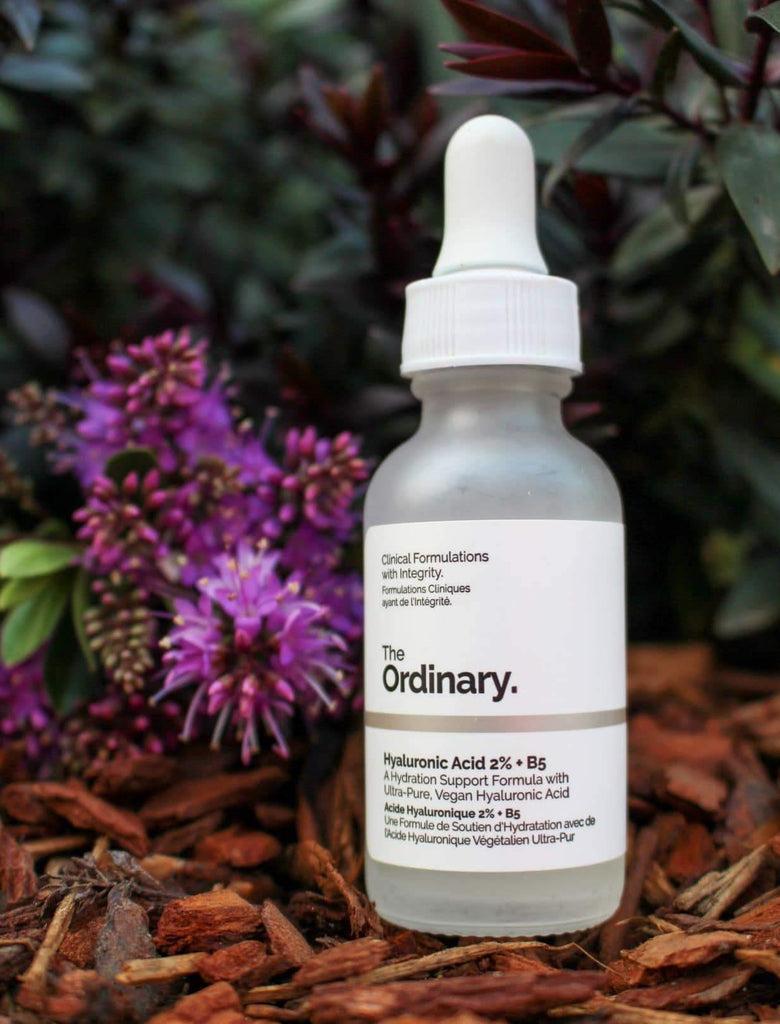 Clinical Formulations
with Integrity.
Formulations Cliniques
ayant de l'Intégrité.
The
Ordinary.
Hyaluronic Acid 2% + B5
A Hydration Support Formula with
Ultra-Pure, Vegan Hyaluronic Acid
Acide Hyaluronique 2% + B5
Une Formule de Soutien d'Hydratation avec de
l'Acide Hyaluronique Végétalien Ultra-Pur